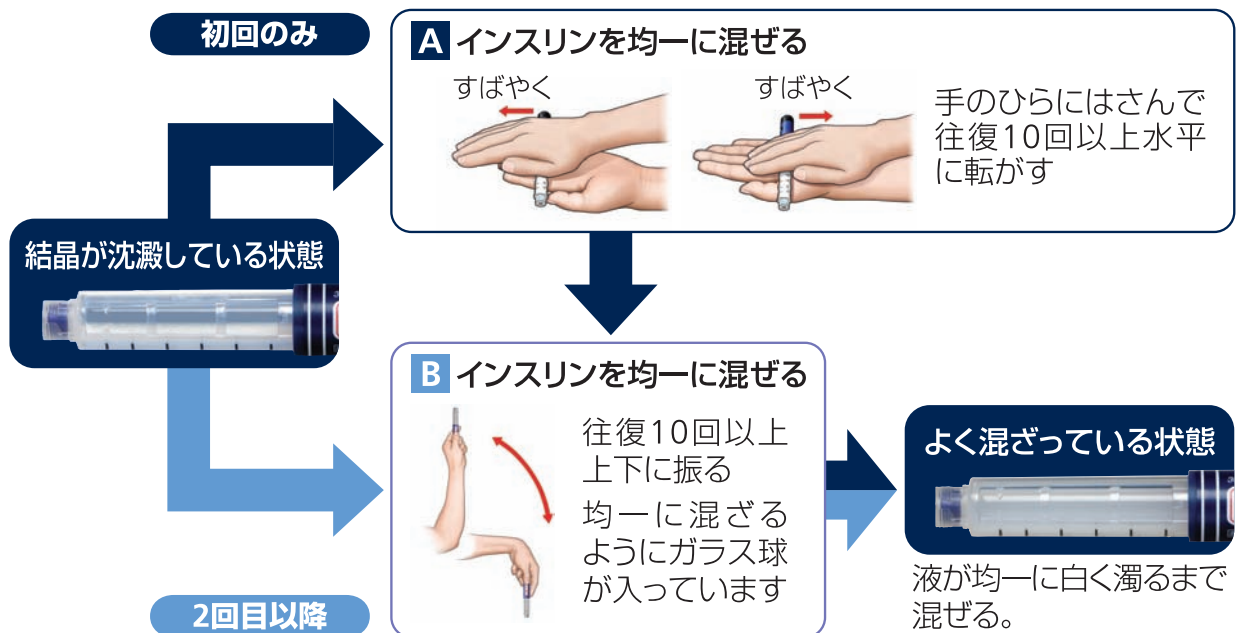 初回のみ
A インスリンを均一に混ぜる
すばやく
すばやく
手のひらにはさんで
往復10回以上水平
に転がす
結晶が沈澱している状態
B インスリンを均一に混ぜる
往復10回以上
上下に振る
均一に混ざる
ようにガラス球
が入っています
2回目以降
よく混ざっている状態
液が均一に白く濁るまで
混ぜる。